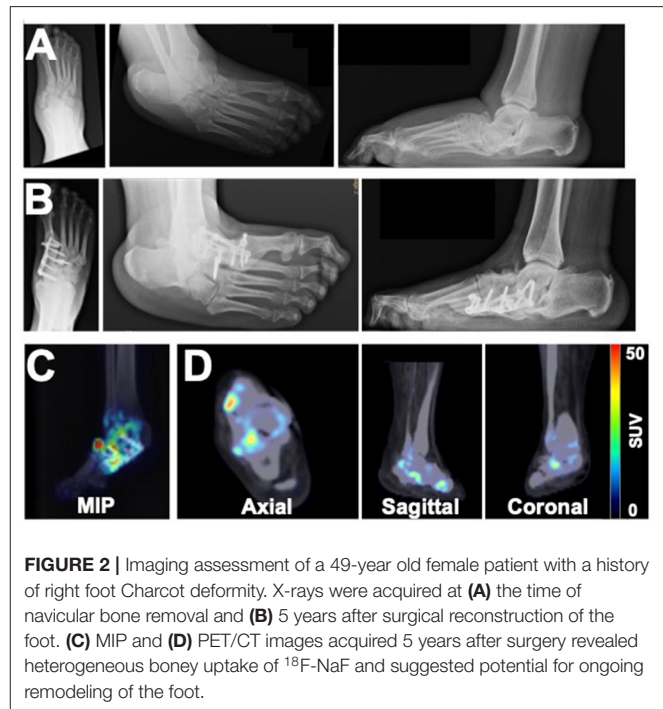 A
B
C
D
50
SUV
0
MIP
Axial
Sagittal
Coronal
FIGURE 2 | Imaging assessment of a 49-year old female patient with a history
of right foot Charcot deformity. X-rays were acquired at (A) the time of
navicular bone removal and (B) 5 years after surgical reconstruction of the
foot. (C) MIP and (D) PET/CT images acquired 5 years after surgery revealed
heterogeneous boney uptake of ¹⁸F-NaF and suggested potential for ongoing
remodeling of the foot.